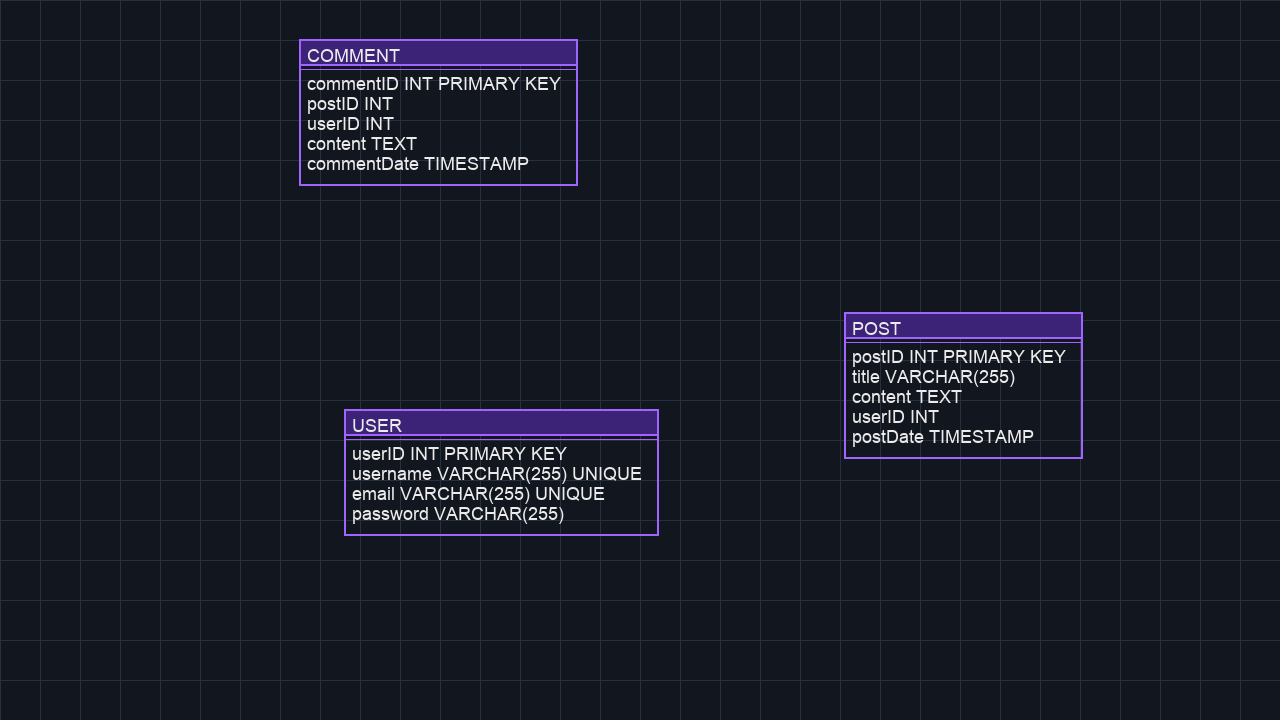 COMMENT
commentID INT PRIMARY KEY
postID INT
userID INT
content TEXT
commentDate TIMESTAMP
POST
postID INT PRIMARY KEY
title VARCHAR(255)
content TEXT
userID INT
postDate TIMESTAMP
USER
userID INT PRIMARY KEY
username VARCHAR(255) UNIQUE
email VARCHAR(255) UNIQUE
password VARCHAR(255)